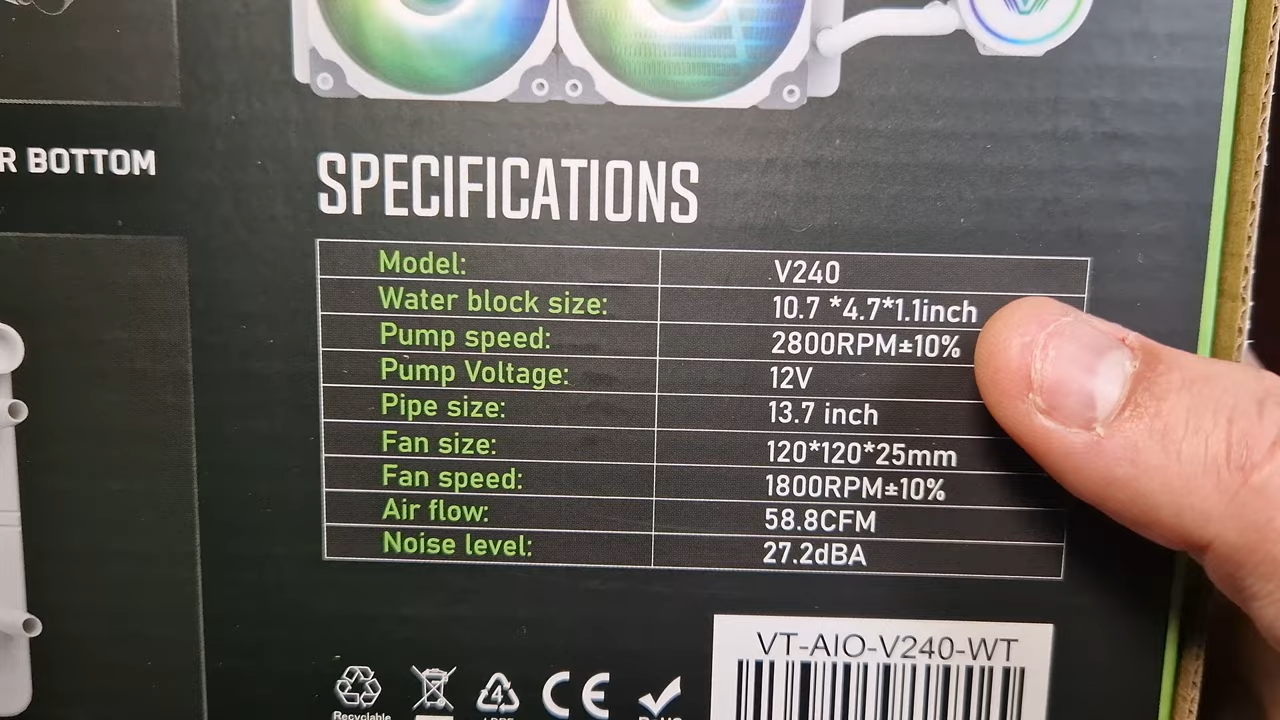 R BOTTOM
SPECIFICATIONS
Model: V240
Water block size: 10.7 *4.7*1.1inch
Pump speed: 2800RPM±10%
Pump Voltage: 12V
Pipe size: 13.7 inch
Fan size: 120*120*25mm
Fan speed: 1800RPM±10%
Air flow: 58.8CFM
Noise level: 27.2dBA
VT-AIO-V240-WT
4
CE
Recyclable